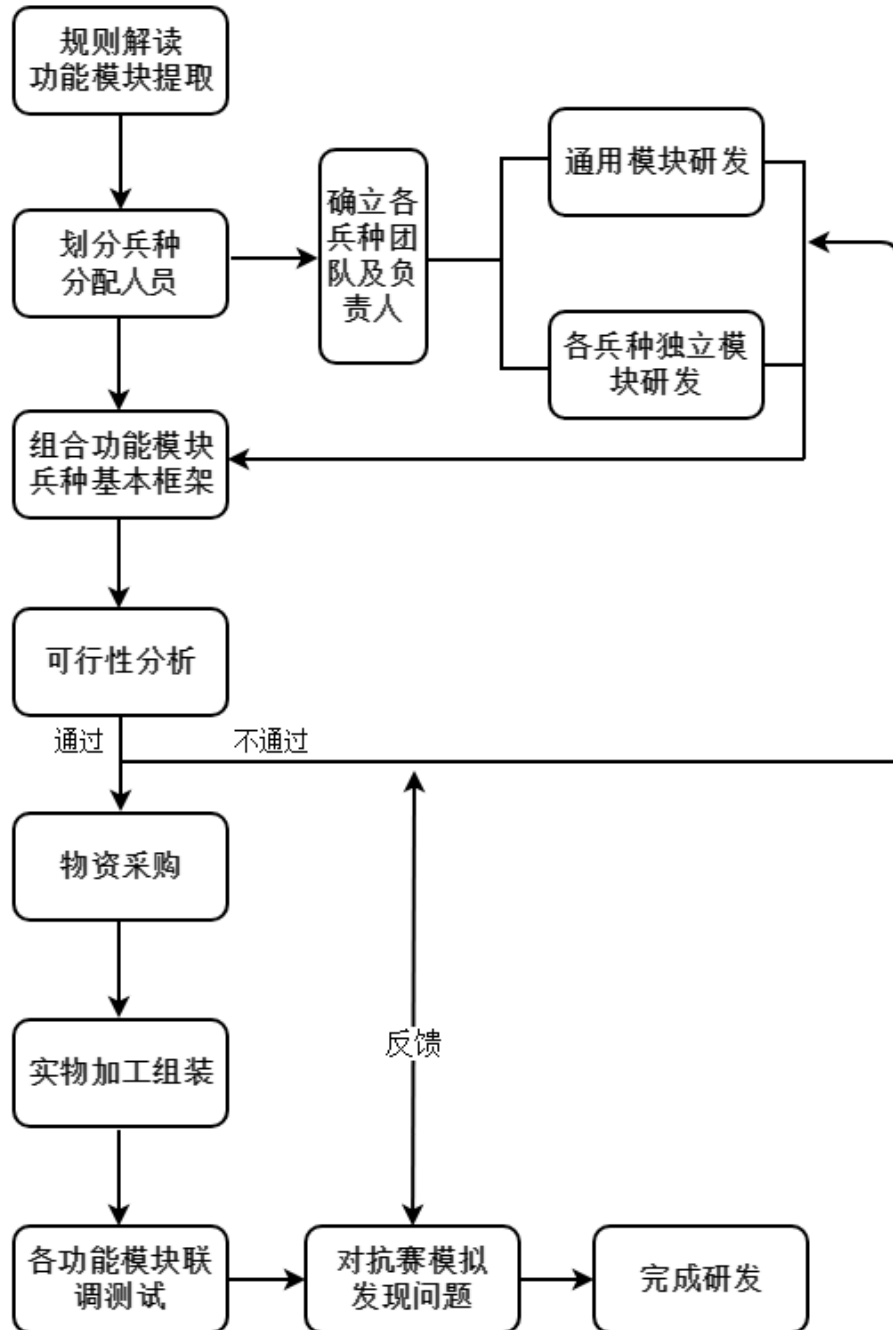 规则解读
功能模块提取
通用模块研发
确立各
兵种团
队及负
责人
划分兵种
分配人员
各兵种独立模
块研发
组合功能模块
兵种基本框架
可行性分析
通过
不通过
物资采购
反馈
实物加工组装
各功能模块联
调测试
对抗赛模拟
发现问题
完成研发